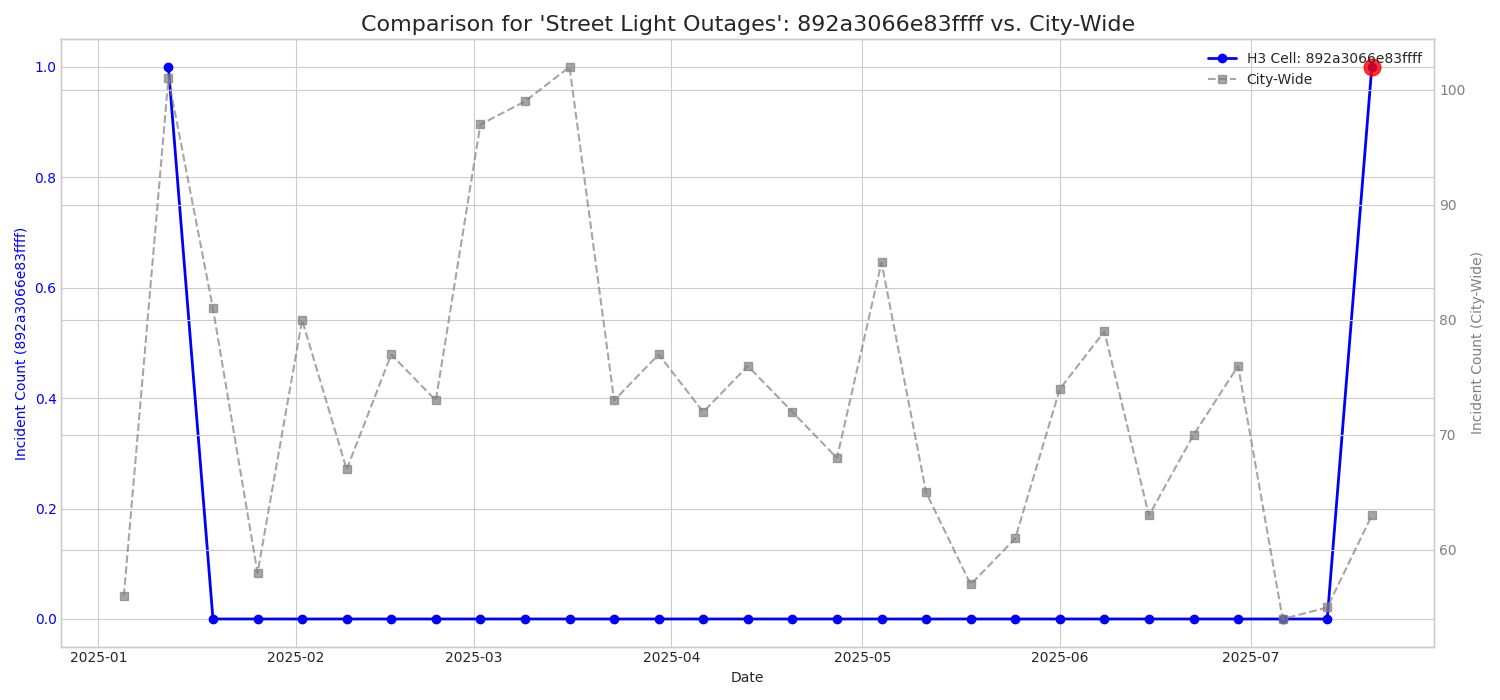 Comparison for 'Street Light Outages': 892a3066e83ffff vs. City-Wide
H3 Cell: 892a3066e83ffff
City-Wide
Incident Count (892a3066e83ffff)
1.0
0.8
0.6
0.4
0.2
0.0
100
90
80
70
60
Incident Count (City-Wide)
2025-01 2025-02 2025-03 2025-04 2025-05 2025-06 2025-07
Date